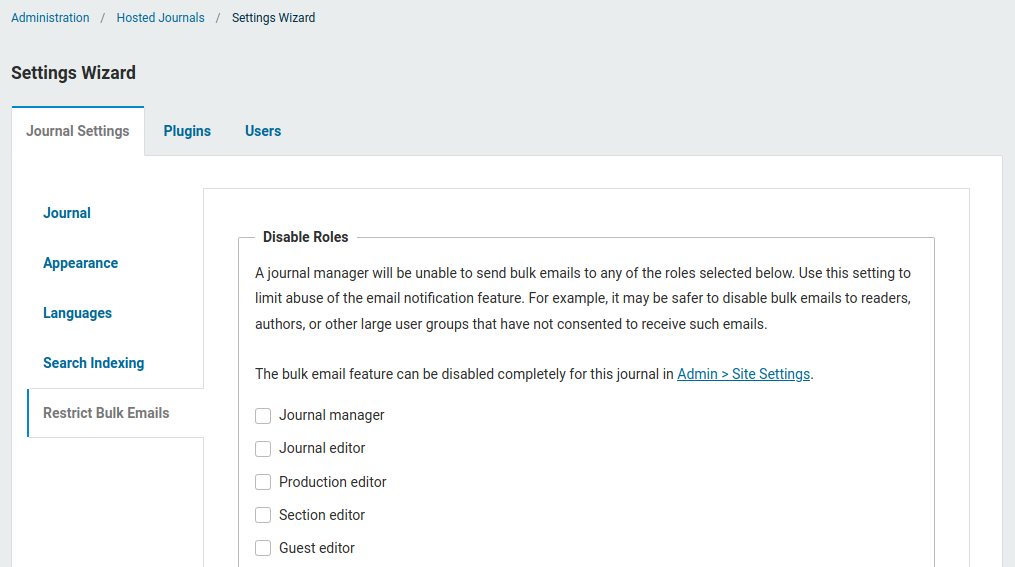 Administration / Hosted Journals / Settings Wizard
Settings Wizard
Journal Settings Plugins Users
Journal
Appearance
Languages
Search Indexing
Restrict Bulk Emails
Disable Roles
A journal manager will be unable to send bulk emails to any of the roles selected below. Use this setting to
limit abuse of the email notification feature. For example, it may be safer to disable bulk emails to readers,
authors, or other large user groups that have not consented to receive such emails.
The bulk email feature can be disabled completely for this journal in Admin > Site Settings.
Journal manager
Journal editor
Production editor
Section editor
Guest editor